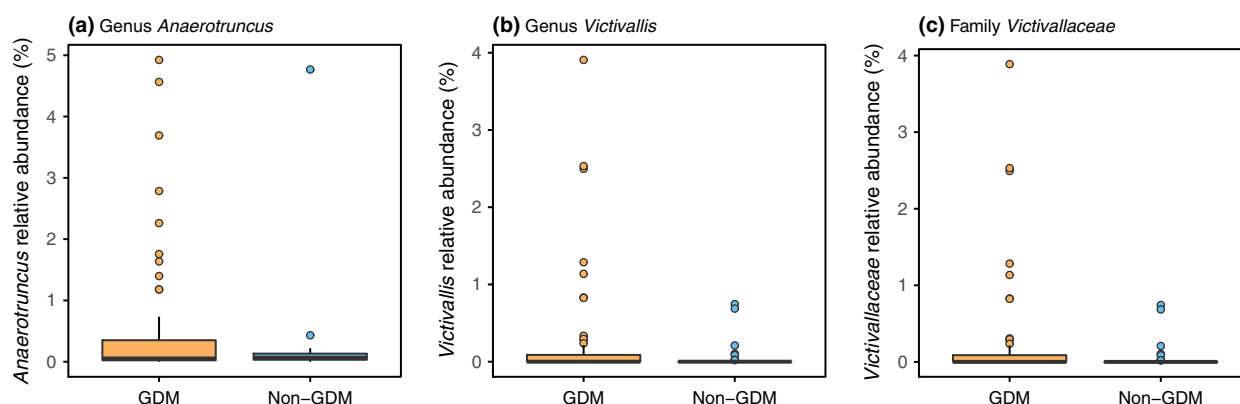 (a) Genus Anaerotruncus
Anaerotruncus relative abundance (%)
5
4
3
2
1
0
GDM
Non–GDM
(b) Genus Victivallis
Victivallis relative abundance (%)
4
3
2
1
0
GDM
Non–GDM
(c) Family Victivallaceae
Victivallaceae relative abundance (%)
4
3
2
1
0
GDM
Non–GDM